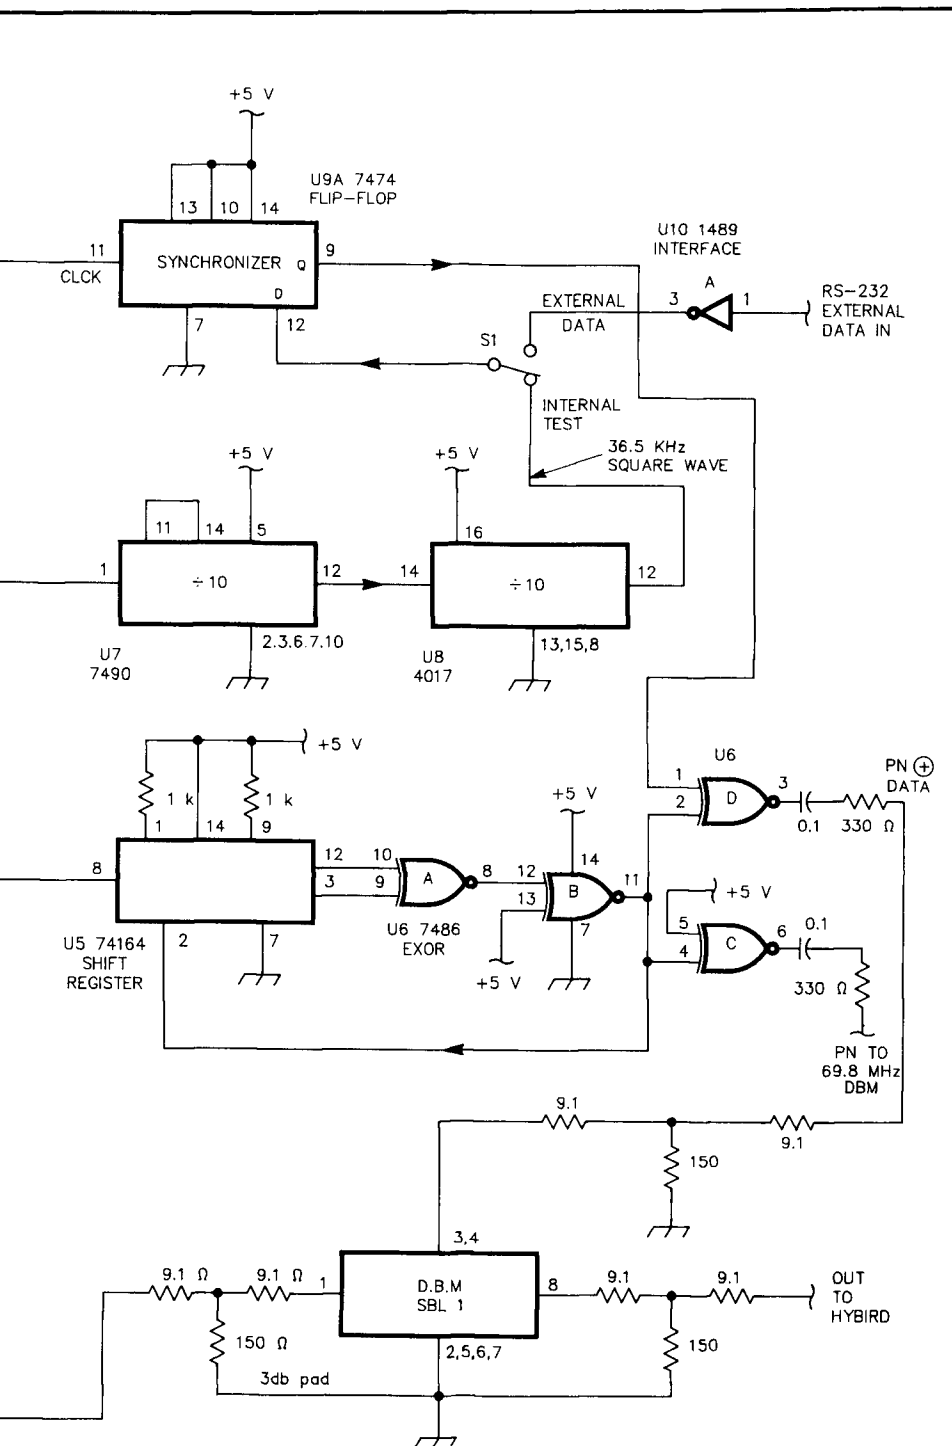 +5 V
U9A 7474
FLIP-FLOP
13 10 14
11
CLCK
SYNCHRONIZER Q
D
9
7
12
U10 1489
INTERFACE
A
3
1
RS-232
EXTERNAL
DATA IN
EXTERNAL
DATA
S1
INTERNAL
TEST
36.5 KHz
SQUARE WAVE
+5 V
+5 V
11 14 5
16
1
÷10
12
14
÷10
12
2.3.6.7.10
13,15,8
U7
7490
U8
4017
+5 V
1 k
1 k
1 14 9
8
12
3
10
9
A
8
U5 74164
SHIFT
REGISTER
2
7
U6 7486
EXOR
+5 V
14
12
13
B
11
7
+5 V
U6
1
2
D
3
0.1
330 Ω
PN ⊕
DATA
+5 V
5
4
C
6
0.1
330 Ω
PN TO
69.8 MHz
DBM
9.1
9.1
150
3,4
9.1 Ω
9.1 Ω
1
D.B.M
SBL 1
8
9.1
9.1
OUT
TO
HYBIRD
150 Ω
2,5,6,7
150
3db pad